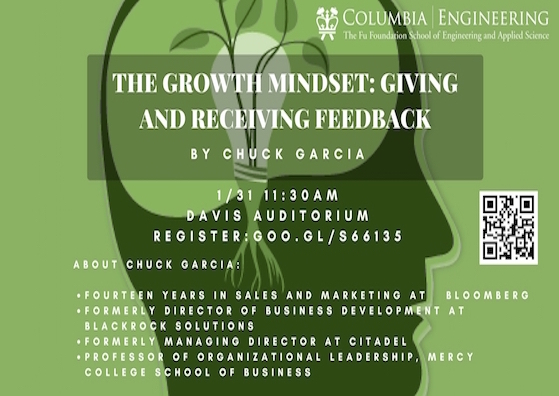 COLUMBIA | ENGINEERING
The Fu Foundation School of Engineering and Applied Science
THE GROWTH MINDSET: GIVING
AND RECEIVING FEEDBACK
BY CHUCK GARCIA
1/31 11:30AM
DAVIS AUDITORIUM
REGISTER:GOO.GL/S66135
ABOUT CHUCK GARCIA:
•FOURTEEN YEARS IN SALES AND MARKETING AT BLOOMBERG
•FORMERLY DIRECTOR OF BUSINESS DEVELOPMENT AT
BLACKROCK SOLUTIONS
•FORMERLY MANAGING DIRECTOR AT CITADEL
•PROFESSOR OF ORGANIZATIONAL LEADERSHIP, MERCY
COLLEGE SCHOOL OF BUSINESS